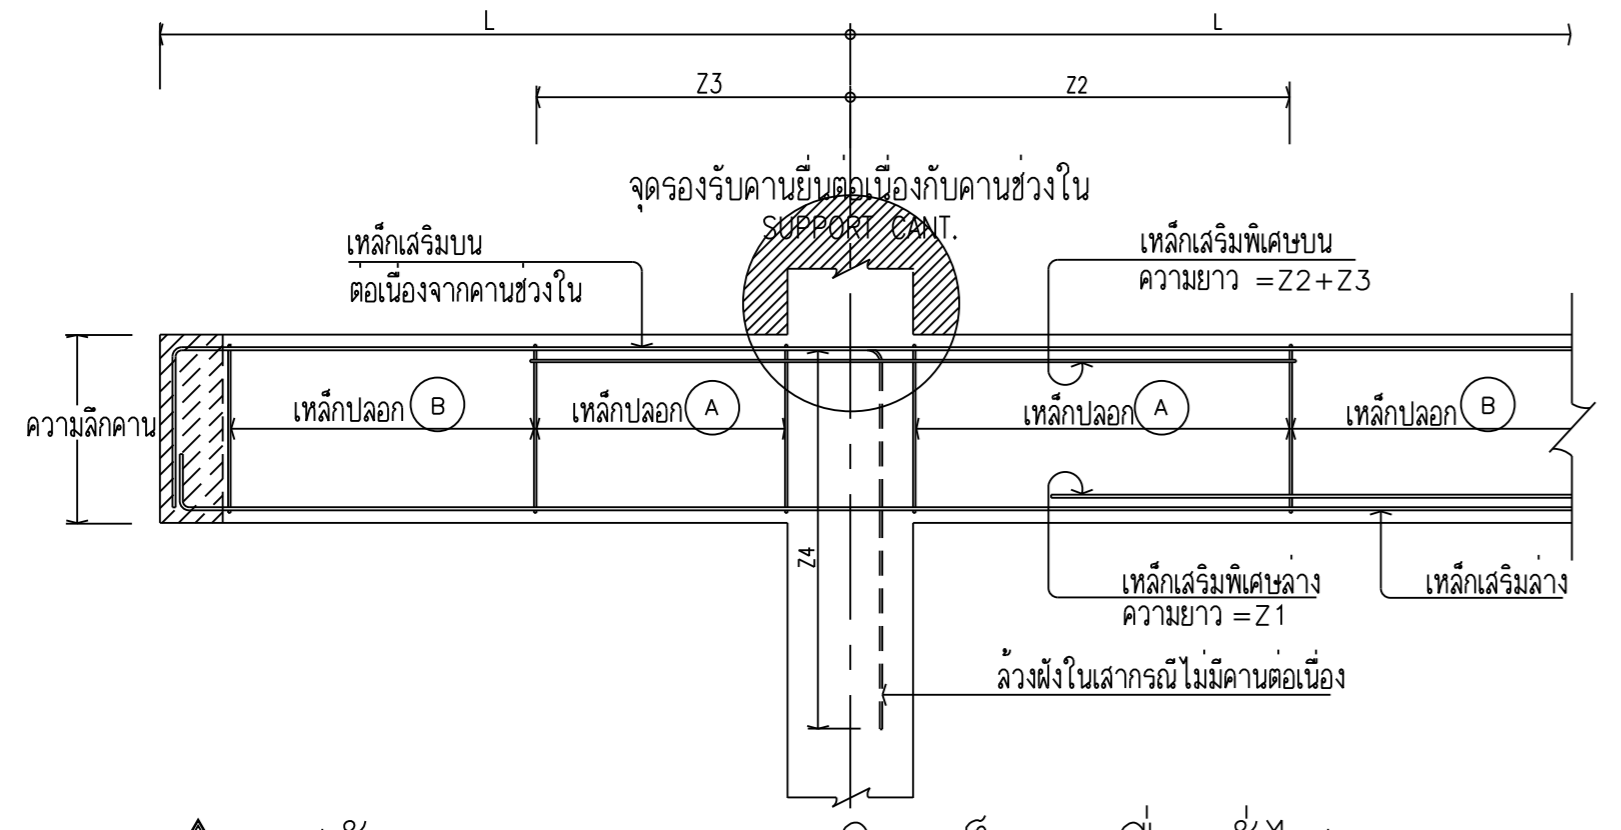 L
L
Z3
Z2
จุดรองรับคานยื่นต่อเนื่องกับคานช่วงใน
SUPPORT CANT.
เหล็กเสริมบน
ต่อเนื่องจากคานช่วงใน
เหล็กเสริมพิเศษบน
ความยาว =Z2+Z3
ความลึกคาน
เหล็กปลอก B
เหล็กปลอก A
เหล็กปลอก A
เหล็กปลอก B
Z4
เหล็กเสริมพิเศษล่าง
ความยาว =Z1
เหล็กเสริมล่าง
ล้วงฝังในเสากรณีไม่มีคานต่อเนื่อง